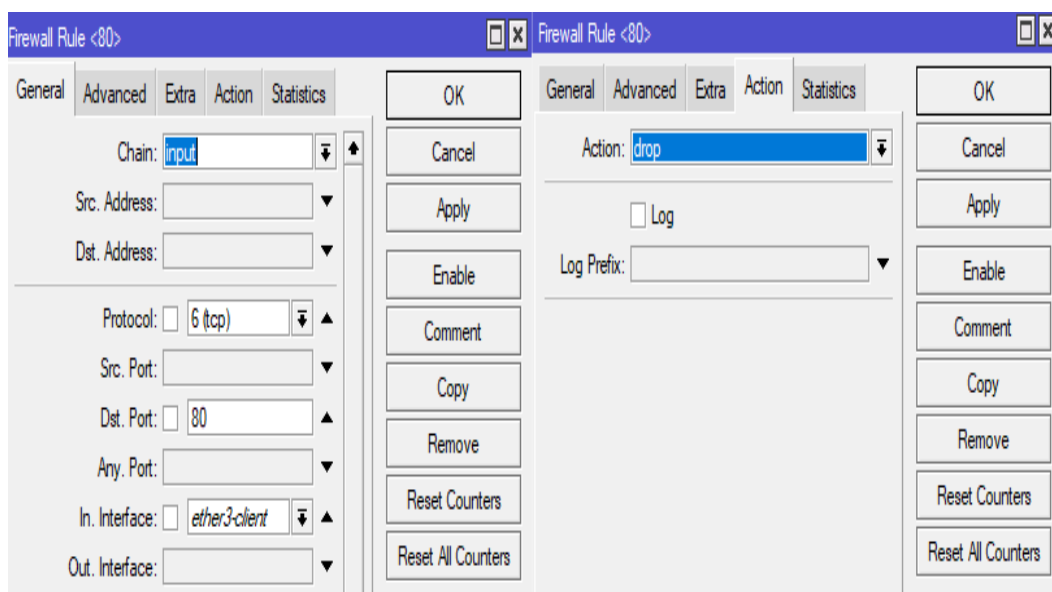 Firewall Rule <80>
General Advanced Extra Action Statistics
Chain: input
Src. Address:
Dst. Address:
Protocol: 6 (tcp)
Src. Port:
Dst. Port: 80
Any. Port:
In. Interface: ether3-client
Out. Interface:
OK
Cancel
Apply
Enable
Comment
Copy
Remove
Reset Counters
Reset All Counters
Firewall Rule <80>
General Advanced Extra Action Statistics
Action: drop
Log
Log Prefix:
OK
Cancel
Apply
Enable
Comment
Copy
Remove
Reset Counters
Reset All Counters